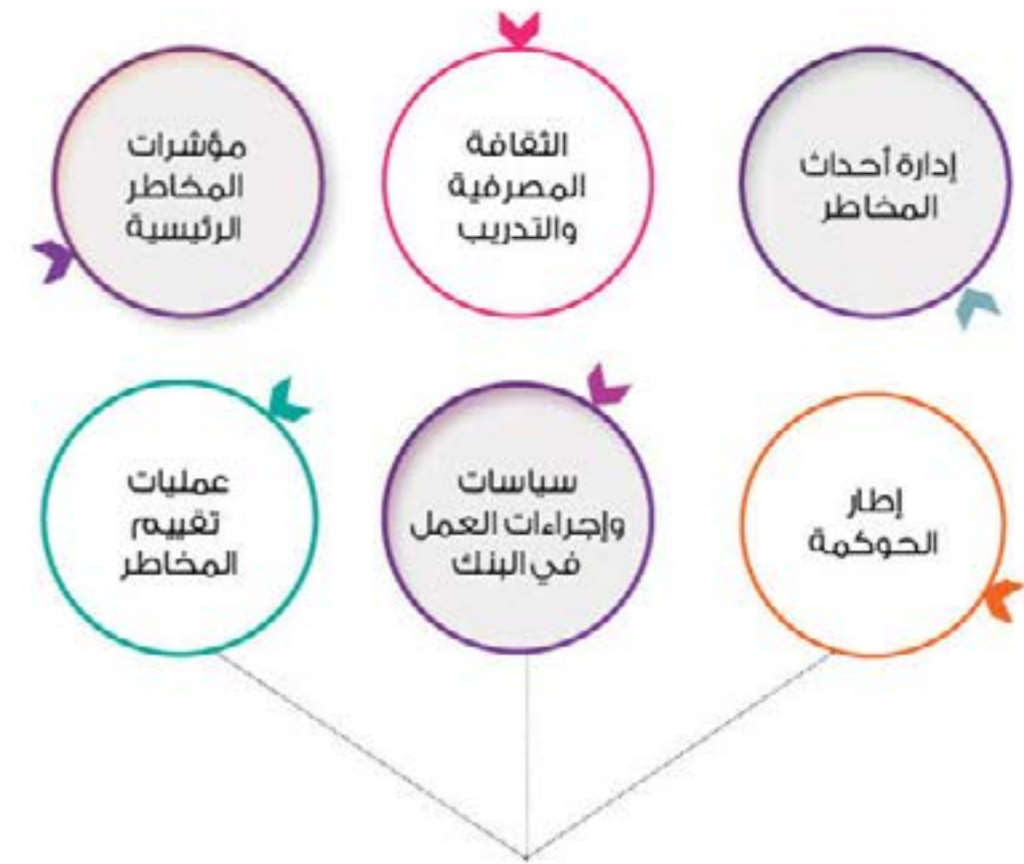 إدارة أحداث
المخاطر
الثقافة
المصرفية
والتدريب
مؤشرات
المخاطر
الرئيسية
إطار
الحوكمة
سياسات
وإجراءات العمل
في البنك
عمليات
تقييم
المخاطر